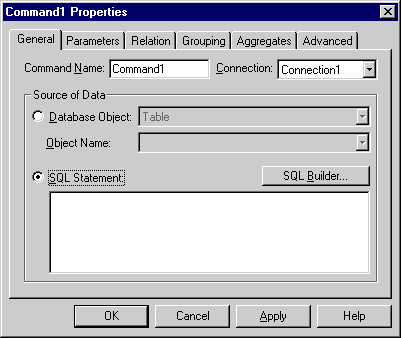 Command1 Properties
General Parameters Relation Grouping Aggregates Advanced
Command Name: Command1 Connection: Connection1
Source of Data
Database Object: Table
Object Name:
SQL Statement: SQL Builder...
OK Cancel Apply Help